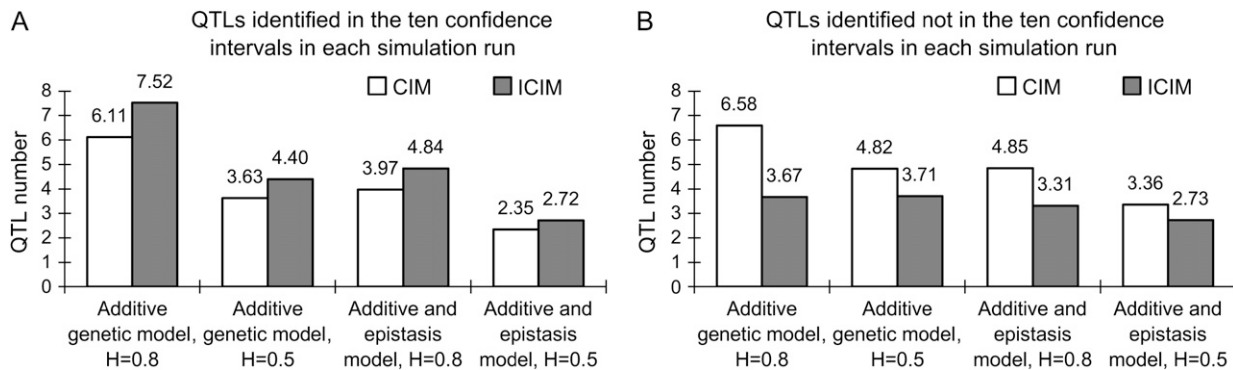 A
QTLs identified in the ten confidence
intervals in each simulation run
CIM
ICIM
QTL number
8
7
6
5
4
3
2
1
0
6.11
7.52
3.63
4.40
3.97
4.84
2.35
2.72
Additive
genetic model,
H=0.8
Additive
genetic model,
H=0.5
Additive and
epistasis
model, H=0.8
Additive and
epistasis
model, H=0.5
B
QTLs identified not in the ten confidence
intervals in each simulation run
CIM
ICIM
QTL number
8
7
6
5
4
3
2
1
0
6.58
3.67
4.82
3.71
4.85
3.31
3.36
2.73
Additive
genetic model,
H=0.8
Additive
genetic model,
H=0.5
Additive and
epistasis
model, H=0.8
Additive and
epistasis
model, H=0.5